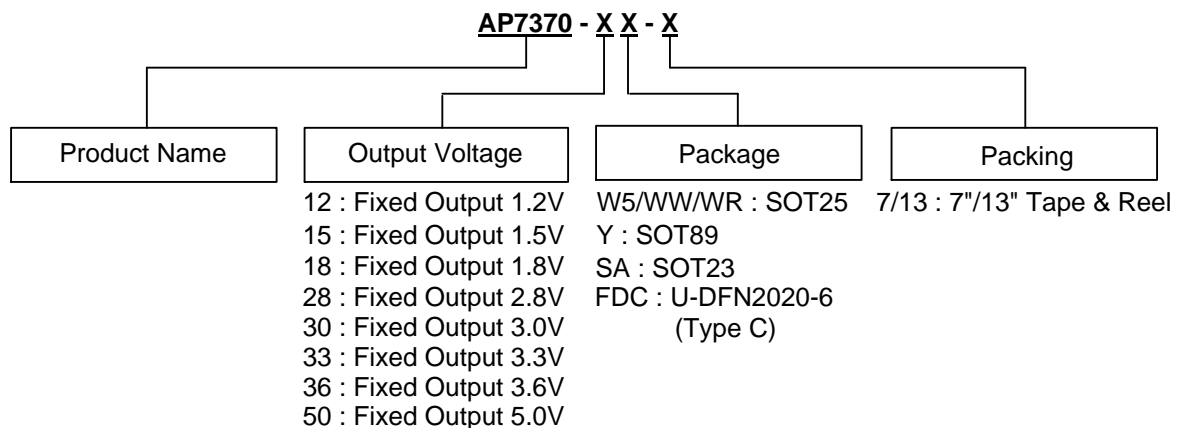 AP7370 - X X - X
Product Name
Output Voltage
Package
Packing
12 : Fixed Output 1.2V
15 : Fixed Output 1.5V
18 : Fixed Output 1.8V
28 : Fixed Output 2.8V
30 : Fixed Output 3.0V
33 : Fixed Output 3.3V
36 : Fixed Output 3.6V
50 : Fixed Output 5.0V
W5/WW/WR : SOT25
Y : SOT89
SA : SOT23
FDC : U-DFN2020-6
(Type C)
7/13 : 7"/13" Tape & Reel